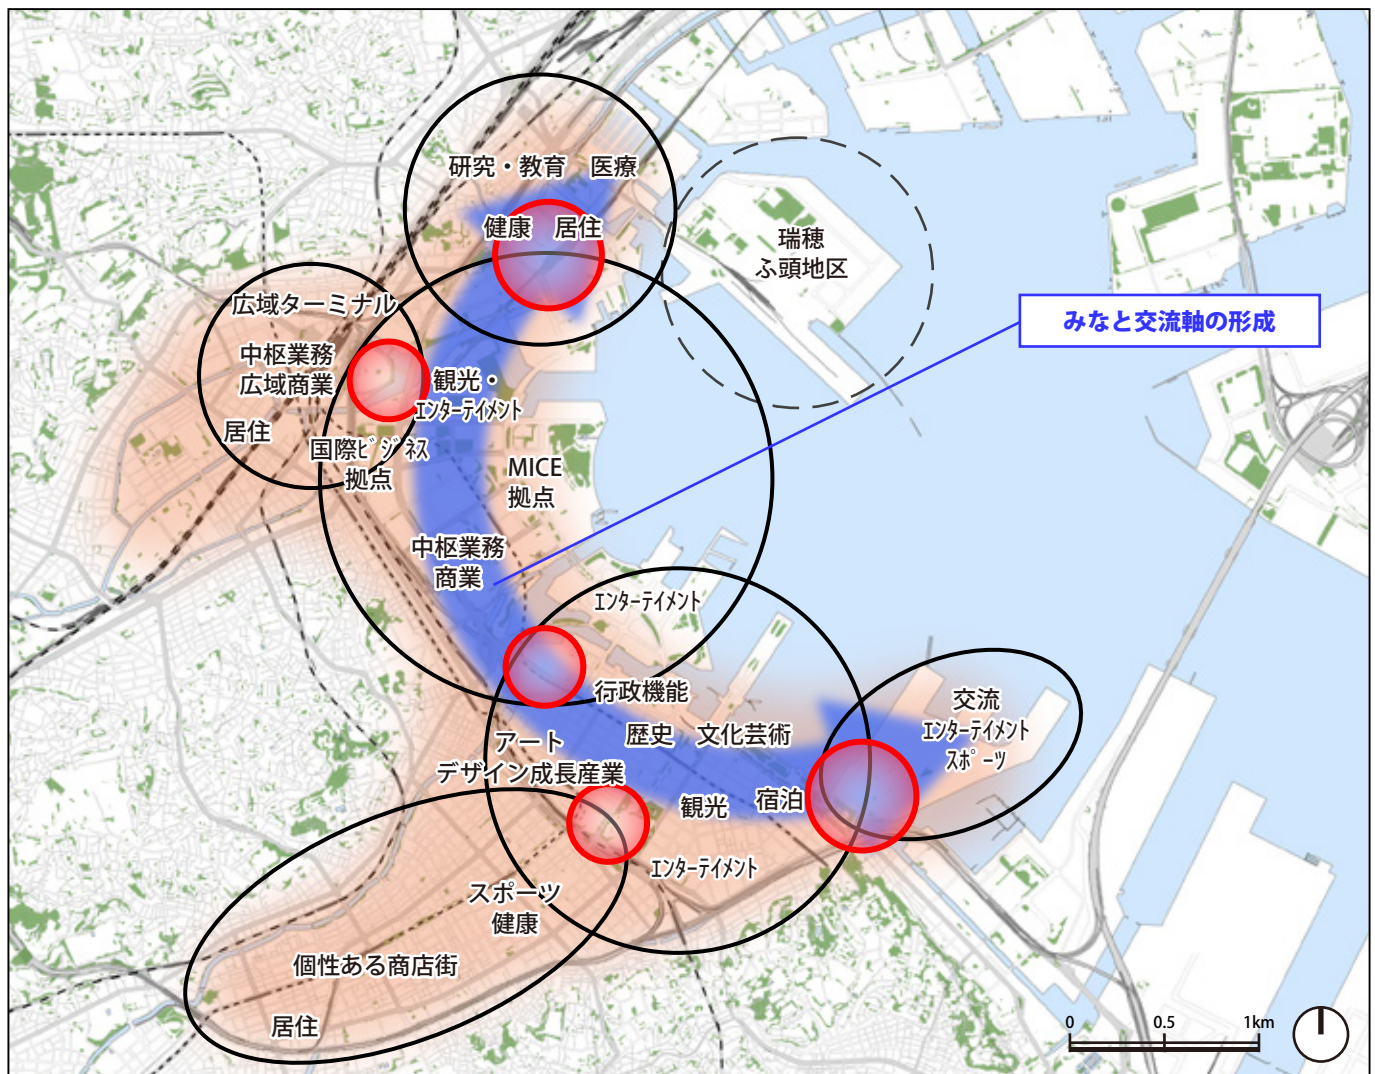 研究・教育　医療
健康　居住
瑞穂
ふ頭地区
広域ターミナル
中枢業務
広域商業
居住
みなと交流軸の形成
観光・
ｴﾝﾀｰﾃｲﾒﾝﾄ
国際ﾋﾞｼﾞﾈｽ
拠点
MICE
拠点
中枢業務
商業
ｴﾝﾀｰﾃｲﾒﾝﾄ
行政機能
歴史　文化芸術
交流
ｴﾝﾀｰﾃｲﾒﾝﾄ
ｽﾎﾟｰﾂ
アート
デザイン成長産業
観光　宿泊
ｴﾝﾀｰﾃｲﾒﾝﾄ
スポーツ
健康
個性ある商店街
居住
0　0.5　1km